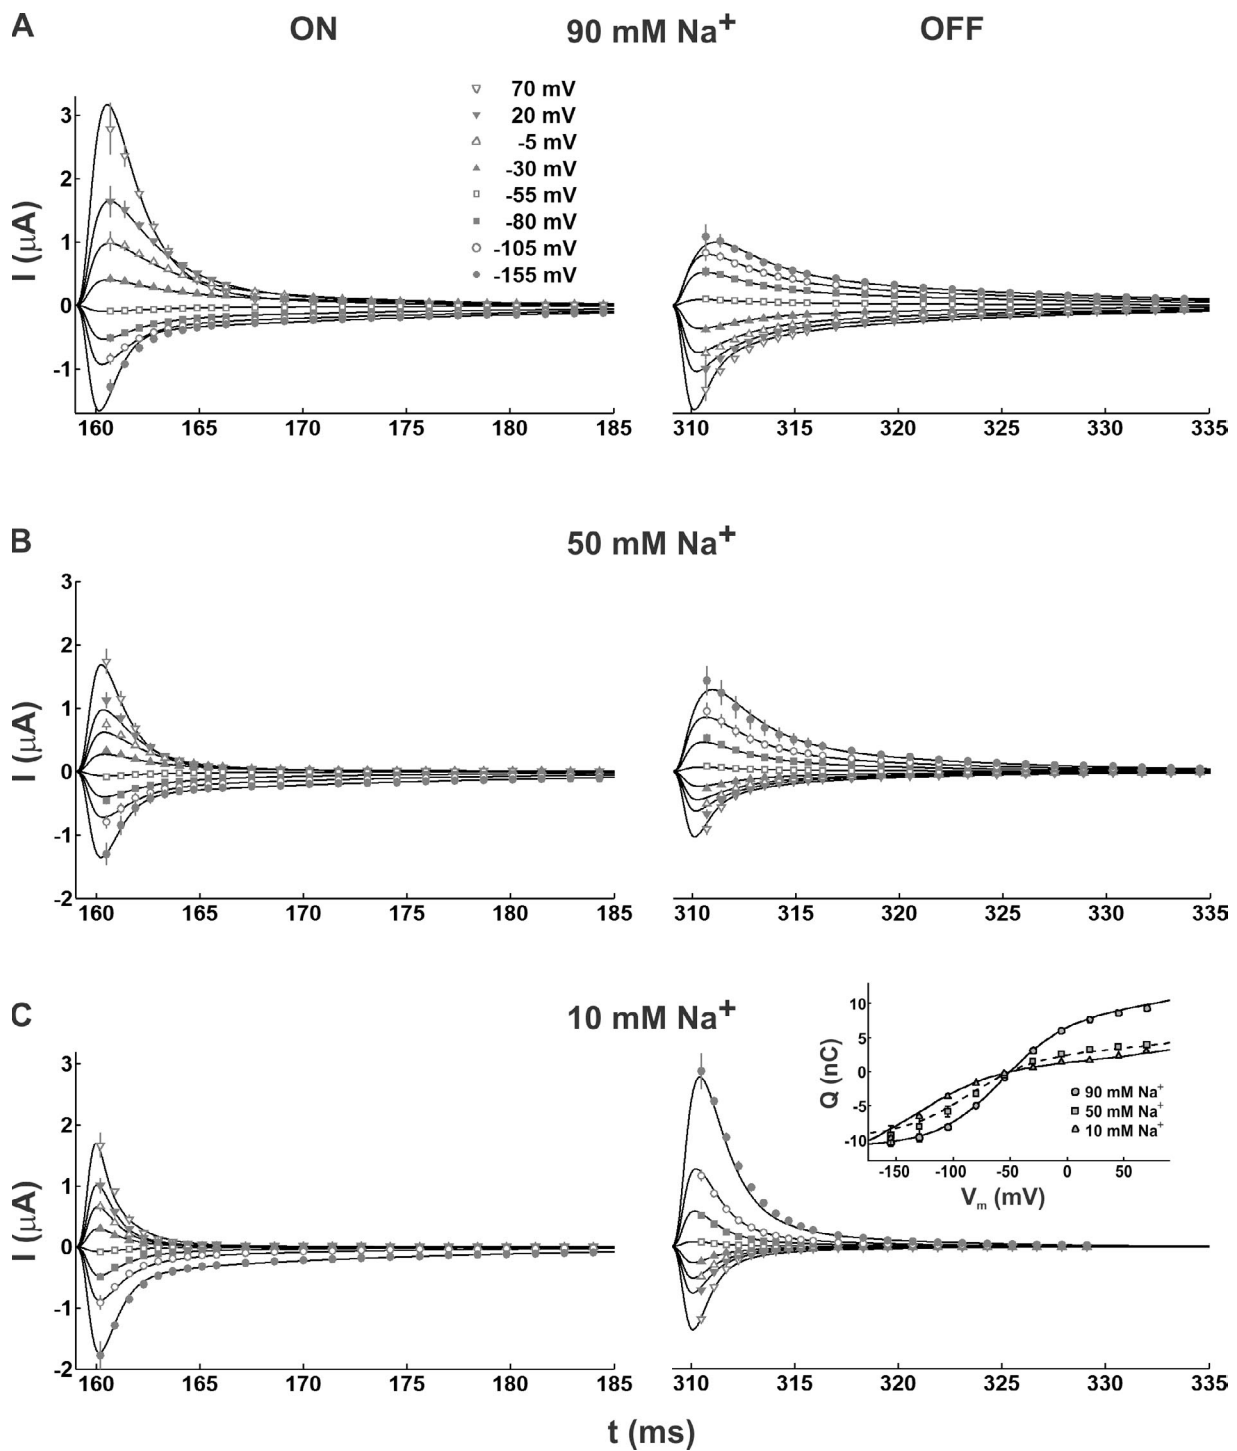 A ON 90 mM Na+ OFF
70 mV
20 mV
-5 mV
-30 mV
-55 mV
-80 mV
-105 mV
-155 mV
I (μA)
3
2
1
0
-1
160 165 170 175 180 185
310 315 320 325 330 335
B 50 mM Na+
I (μA)
3
2
1
0
-1
-2
160 165 170 175 180 185
310 315 320 325 330 335
C 10 mM Na+
I (μA)
3
2
1
0
-1
-2
160 165 170 175 180 185
Q (nC)
10
5
0
-5
-10
90 mM Na+
50 mM Na+
10 mM Na+
-150 -100 -50 0 50
Vm (mV)
310 315 320 325 330 335
t (ms)